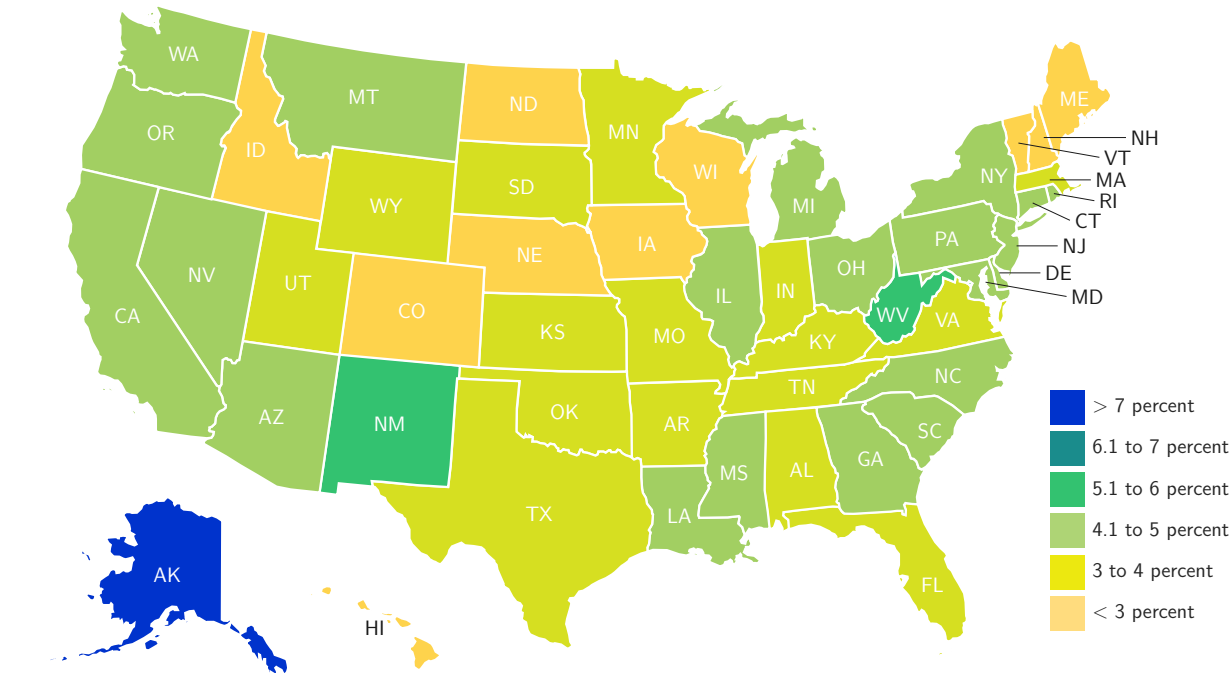 WA
MT
ND
ME
OR
MN
NH
ID
VT
WI
NY
MA
SD
RI
WY
MI
CT
IA
PA
NJ
NE
OH
DE
NV
UT
IN
IL
MD
CO
CA
WV
VA
KS
MO
KY
NC
TN
AZ
OK
NM
AR
SC
> 7 percent
GA
6.1 to 7 percent
MS
AL
5.1 to 6 percent
TX
LA
4.1 to 5 percent
AK
FL
3 to 4 percent
HI
< 3 percent